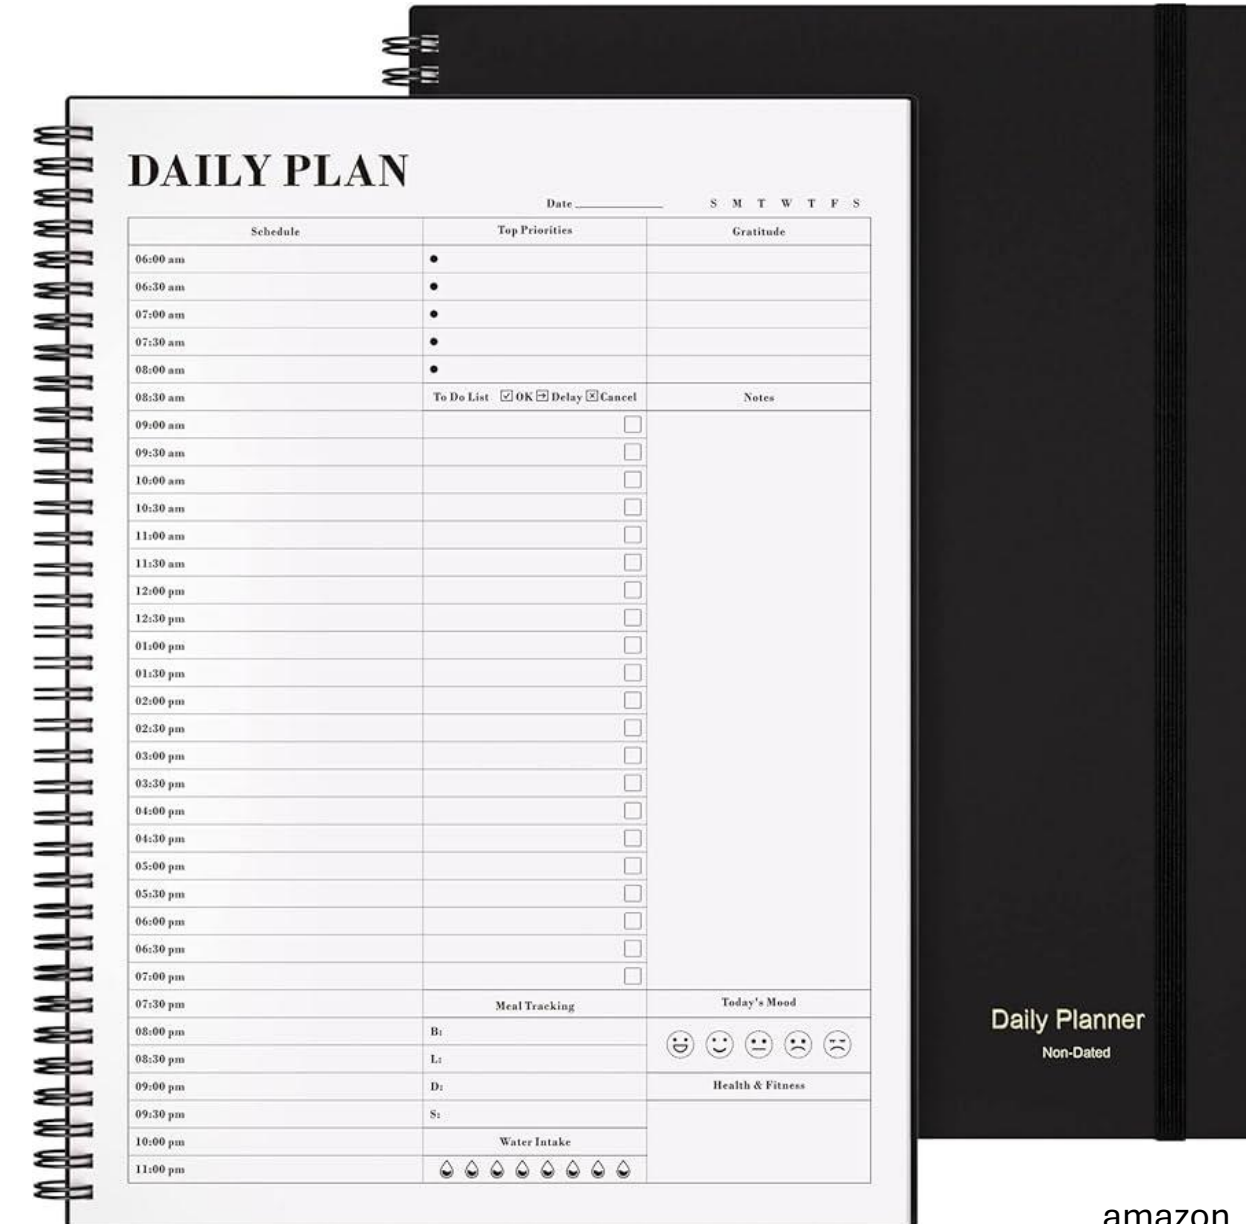 DAILY PLAN
Date S M T W T F S
Schedule
06:00 am
06:30 am
07:00 am
07:30 am
08:00 am
08:30 am
09:00 am
09:30 am
10:00 am
10:30 am
11:00 am
11:30 am
12:00 pm
12:30 pm
01:00 pm
01:30 pm
02:00 pm
02:30 pm
03:00 pm
03:30 pm
04:00 pm
04:30 pm
05:00 pm
05:30 pm
06:00 pm
06:30 pm
07:00 pm
07:30 pm
08:00 pm
08:30 pm
09:00 pm
09:30 pm
10:00 pm
11:00 pm
Top Priorities
To Do List OK Delay Cancel
Meal Tracking
B:
L:
D:
S:
Water Intake
Gratitude
Notes
Today's Mood
Health & Fitness
Daily Planner
Non-Dated
amazon